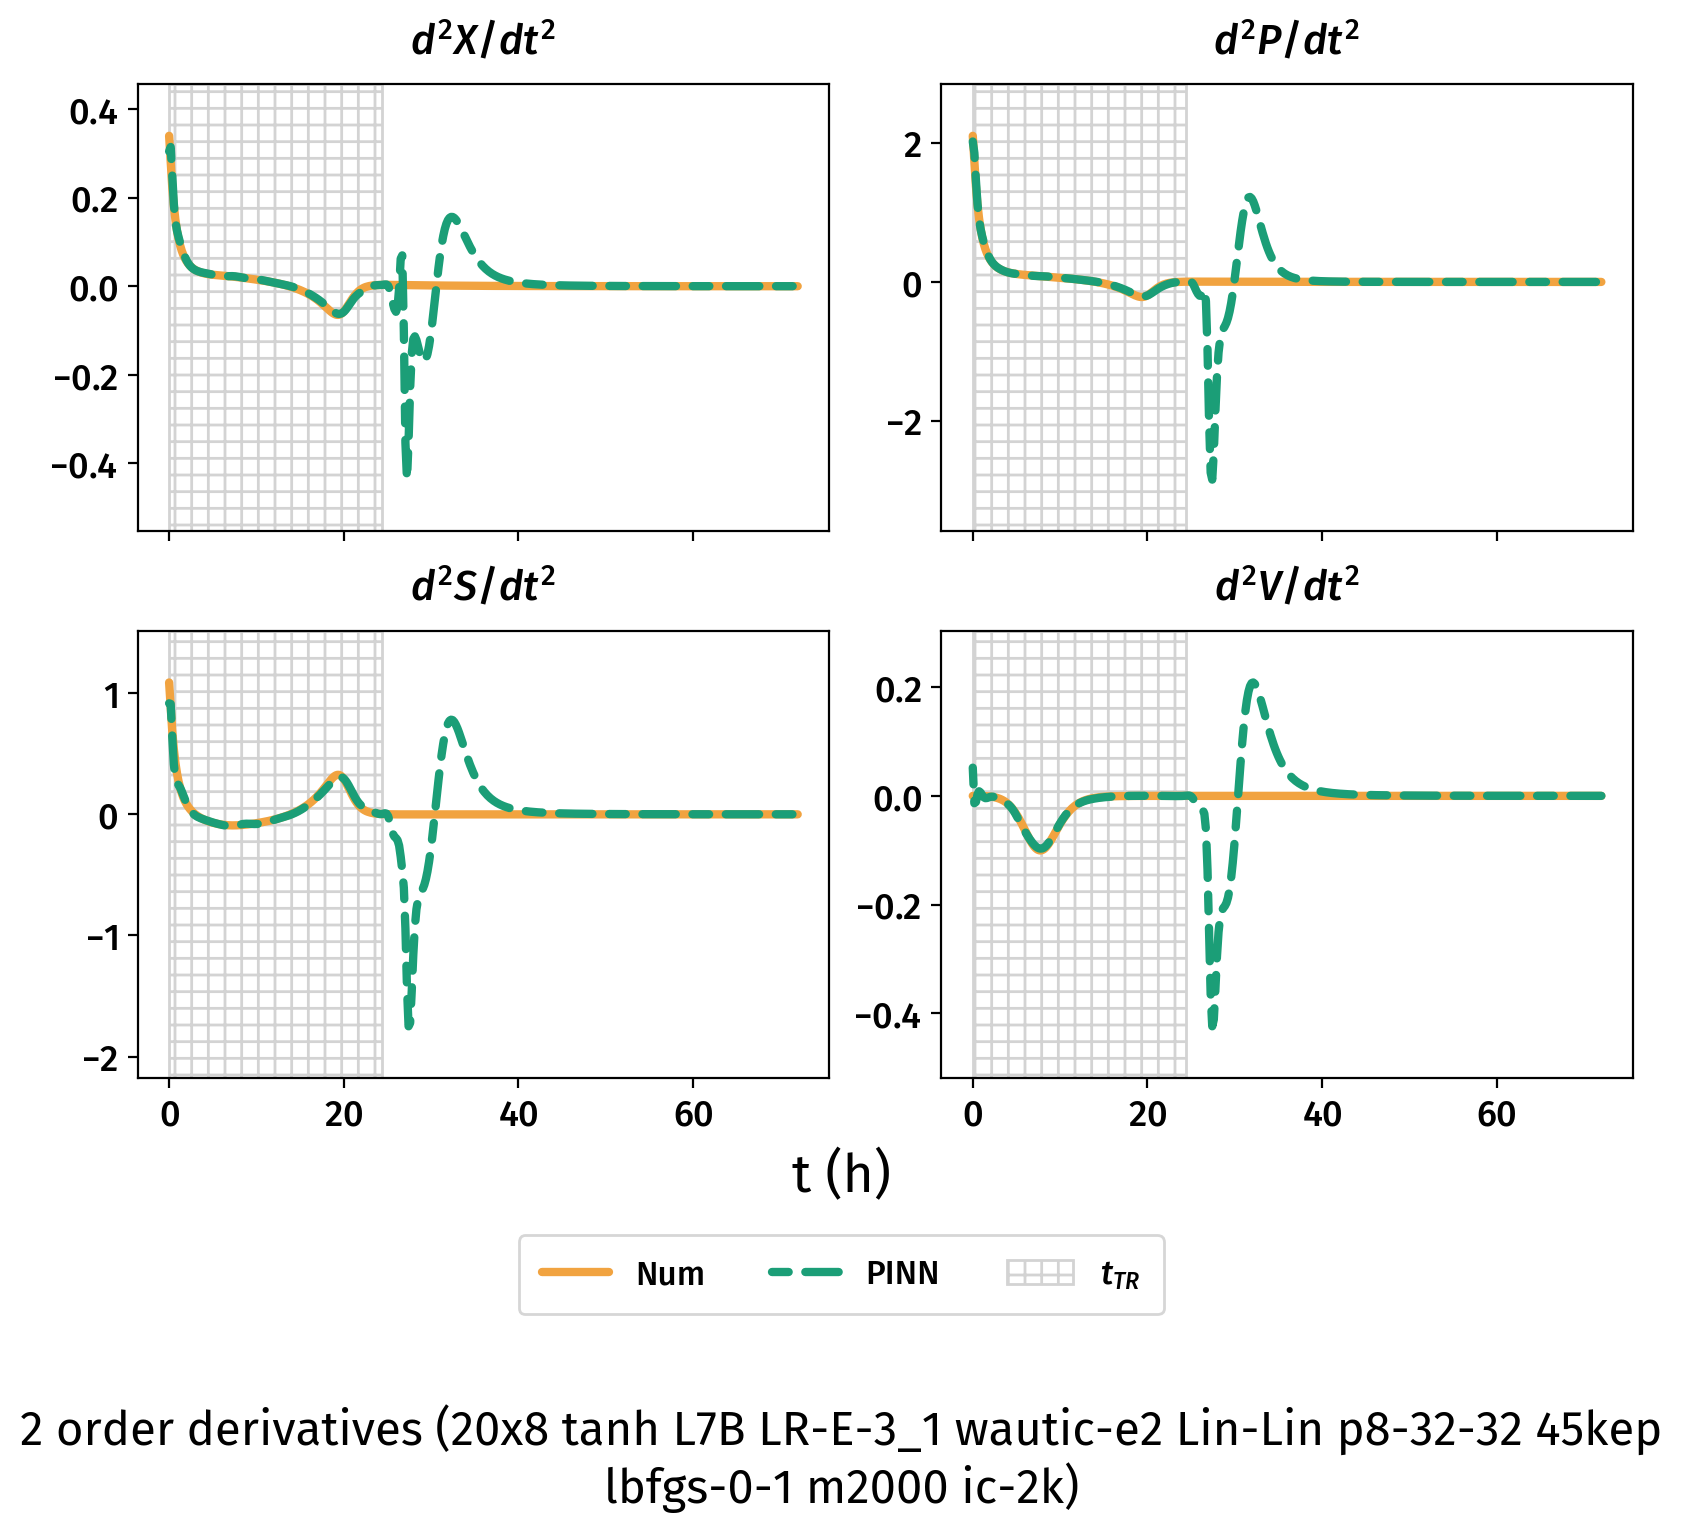 d²X/dt²
d²P/dt²
0.4
0.2
0.0
−0.2
−0.4
2
0
−2
d²S/dt²
d²V/dt²
1
0
−1
−2
0.2
0.0
−0.2
−0.4
0 20 40 60
0 20 40 60
t (h)
Num PINN t_TR
2 order derivatives (20x8 tanh L7B LR-E-3_1 wautic-e2 Lin-Lin p8-32-32 45kep
lbfgs-0-1 m2000 ic-2k)